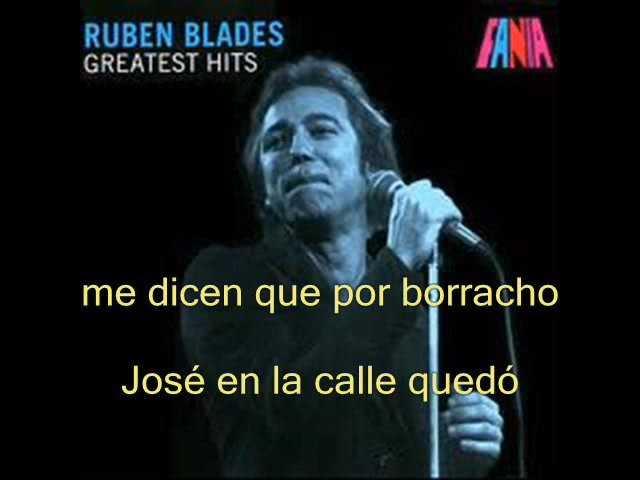 RUBEN BLADES
GREATEST HITS
FANIA
me dicen que por borracho
José en la calle quedó